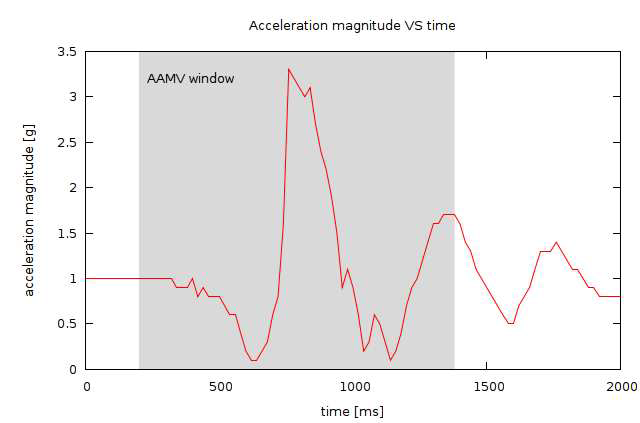 Acceleration magnitude VS time
3.5
AAMV window
3
2.5
2
1.5
1
0.5
0
acceleration magnitude [g]
0 500 1000 1500 2000
time [ms]